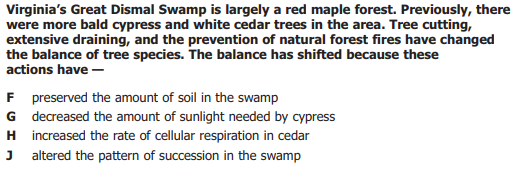 Virginia's Great Dismal Swamp is largely a red maple forest. Previously, there
were more bald cypress and white cedar trees in the area. Tree cutting,
extensive draining, and the prevention of natural forest fires have changed
the balance of tree species. The balance has shifted because these
actions have —
F preserved the amount of soil in the swamp
G decreased the amount of sunlight needed by cypress
H increased the rate of cellular respiration in cedar
J altered the pattern of succession in the swamp